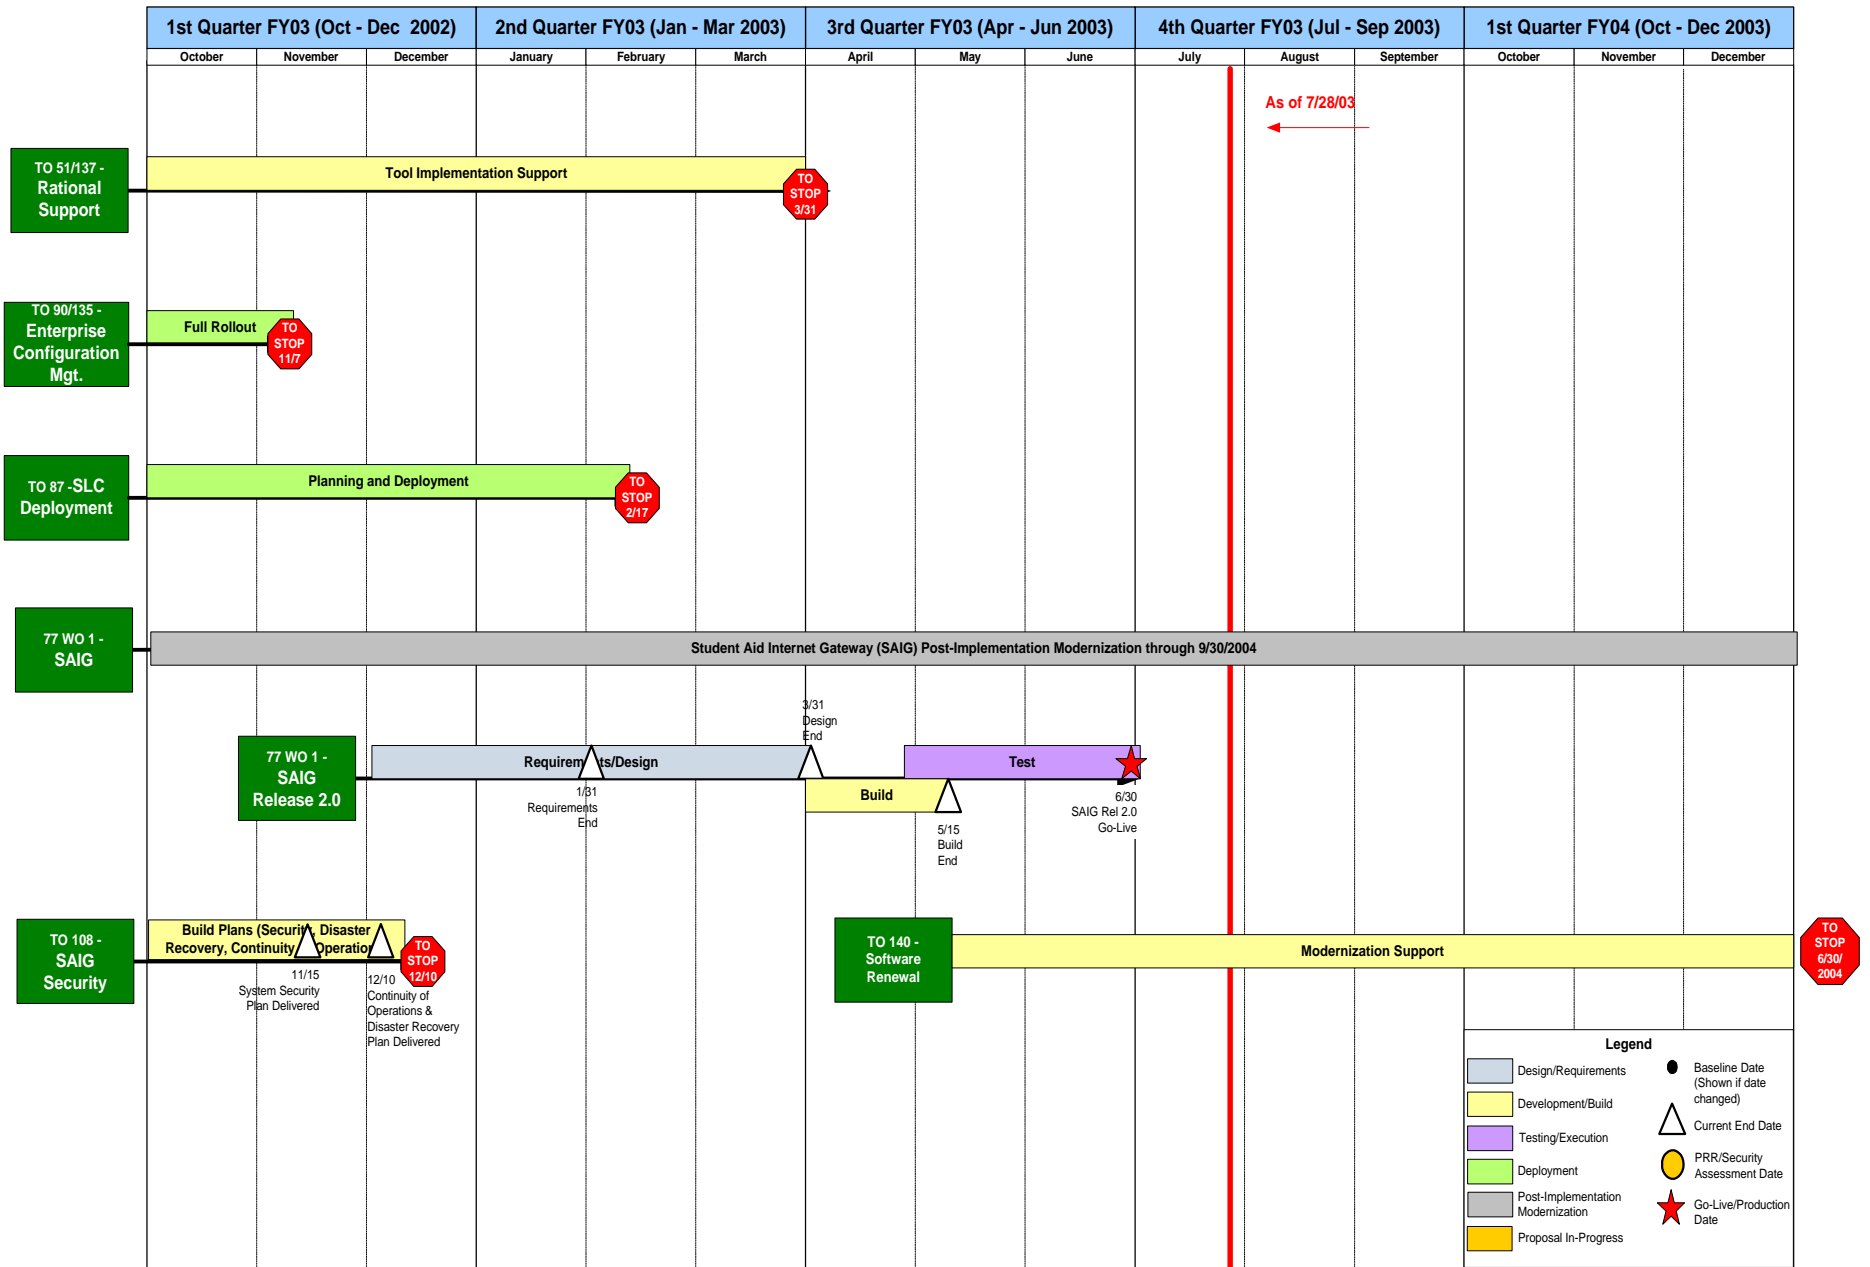 1st Quarter FY03 (Oct - Dec  2002)
2nd Quarter FY03 (Jan - Mar 2003)
3rd Quarter FY03 (Apr - Jun 2003)
4th Quarter FY03 (Jul - Sep 2003)
1st Quarter FY04 (Oct - Dec 2003)
October
November
December
January
February
March
April
May
June
July
August
September
October
November
December
As of 7/28/03
TO 51/137 -
Rational
Support
Tool Implementation Support
TO
STOP
3/31
TO 90/135 -
Enterprise
Configuration
Mgt.
Full Rollout
TO
STOP
11/7
TO 87 -SLC
Deployment
Planning and Deployment
TO
STOP
2/17
77 WO 1 -
SAIG
Student Aid Internet Gateway (SAIG) Post-Implementation Modernization through 9/30/2004
77 WO 1 -
SAIG
Release 2.0
Requirements/Design
1/31
Requirements
End
3/31
Design
End
Build
5/15
Build
End
Test
6/30
SAIG Rel 2.0
Go-Live
TO 108 -
SAIG
Security
Build Plans (Security, Disaster
Recovery, Continuity Operation
11/15
System Security
Plan Delivered
12/10
Continuity of
Operations &
Disaster Recovery
Plan Delivered
TO
STOP
12/10
TO 140 -
Software
Renewal
Modernization Support
TO
STOP
6/30/
2004
Legend
Design/Requirements
Development/Build
Testing/Execution
Deployment
Post-Implementation
Modernization
Proposal In-Progress
Baseline Date
(Shown if date
changed)
Current End Date
PRR/Security
Assessment Date
Go-Live/Production
Date